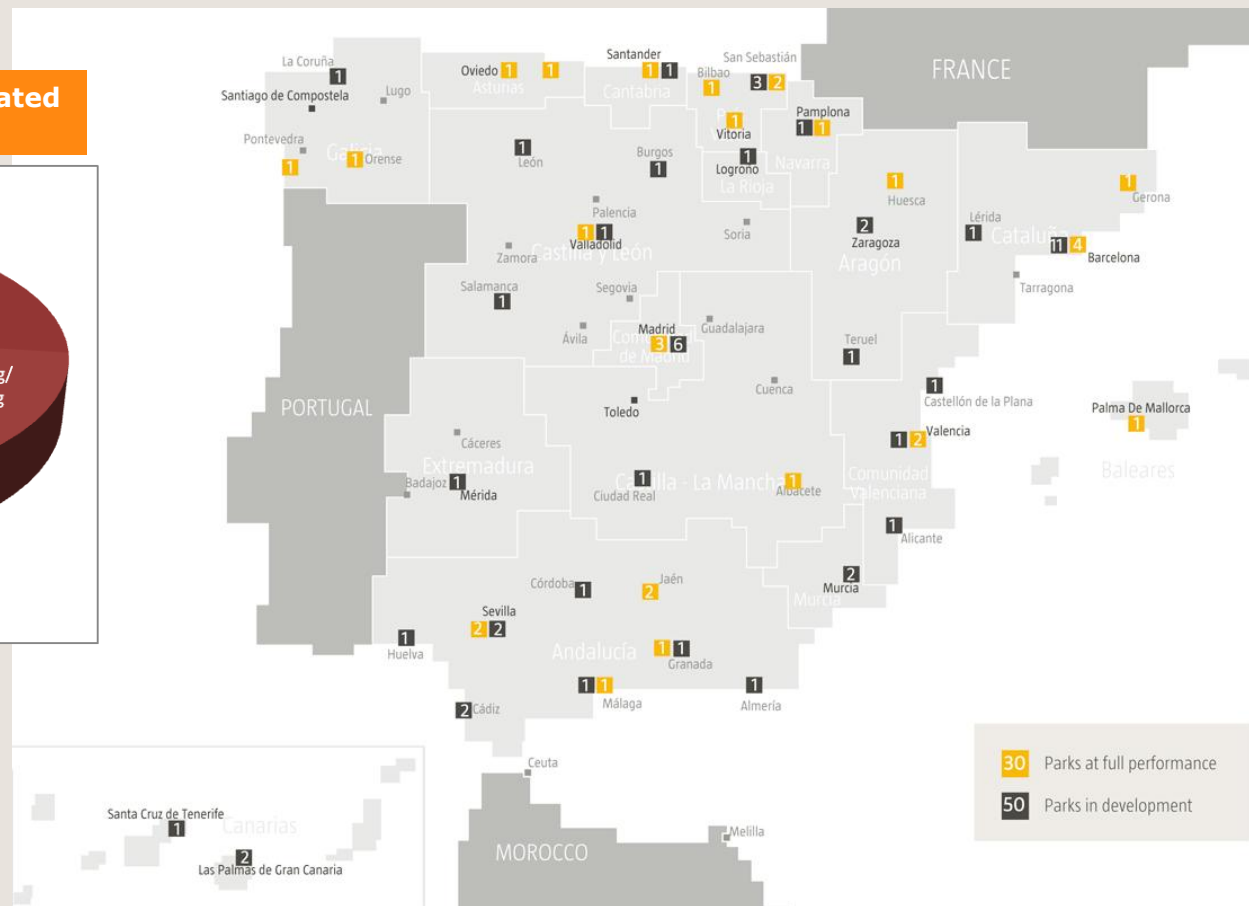 ated
g/
g
FRANCE
La Coruña
1
Santiago de Compostela
Lugo
Pontevedra
1
Galicia
1 Orense
Oviedo 1
1
Asturias
Santander
1 1
Cantabria
San Sebastián
Bilbao
1
3 2
1
Vitoria
Pamplona
1 1
Navarra
1
León
Burgos
1
1
Logroño
La Rioja
1
Huesca
1
Gerona
Palencia
1 1
Valladolid
Soria
2
Zaragoza
Aragón
Lérida
1
Cataluña
11 4
Barcelona
Zamora
Castilla y León
Tarragona
Salamanca
1
Segovia
Ávila
Madrid
3 6
de Madrid
Guadalajara
Teruel
1
Cuenca
1
Castellón de la Plana
Palma De Mallorca
1
Baleares
PORTUGAL
Toledo
Cáceres
Extremadura
Badajoz
1
Mérida
1
Ciudad Real
Castilla - La Mancha
1
Albacete
1 2
Valencia
Comunidad
Valenciana
1
Alicante
2
Murcia
Murcia
Córdoba 1
Jaén
2
Sevilla
2 2
1
Huelva
Andalucía
1 1
Granada
1 1
Málaga
1
Almería
2 Cádiz
Ceuta
Melilla
MOROCCO
Santa Cruz de Tenerife
1
Canarias
2
Las Palmas de Gran Canaria
30 Parks at full performance
50 Parks in development